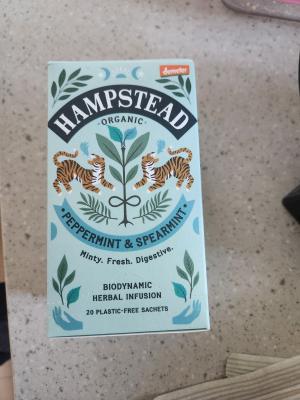 demeter
HAMPSTEAD
·ORGANIC·
PEPPERMINT & SPEARMINT
Minty. Fresh. Digestive.
BIODYNAMIC
HERBAL INFUSION
20 PLASTIC-FREE SACHETS